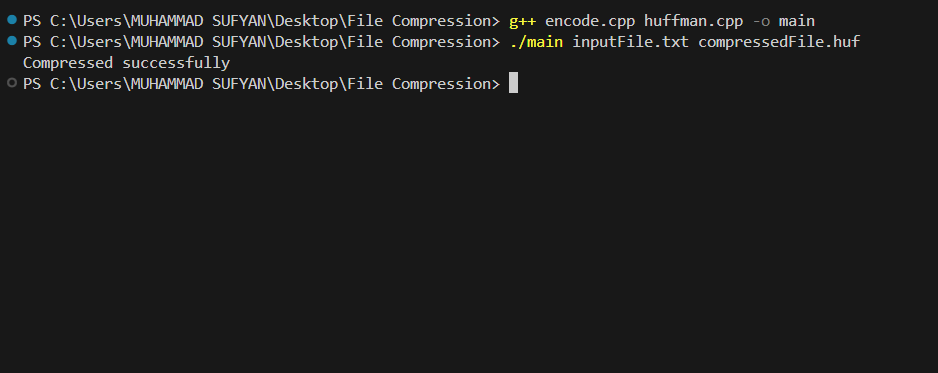 PS C:\Users\MUHAMMAD SUFYAN\Desktop\File Compression> g++ encode.cpp huffman.cpp -o main
PS C:\Users\MUHAMMAD SUFYAN\Desktop\File Compression> ./main inputFile.txt compressedFile.huf
Compressed successfully
PS C:\Users\MUHAMMAD SUFYAN\Desktop\File Compression>